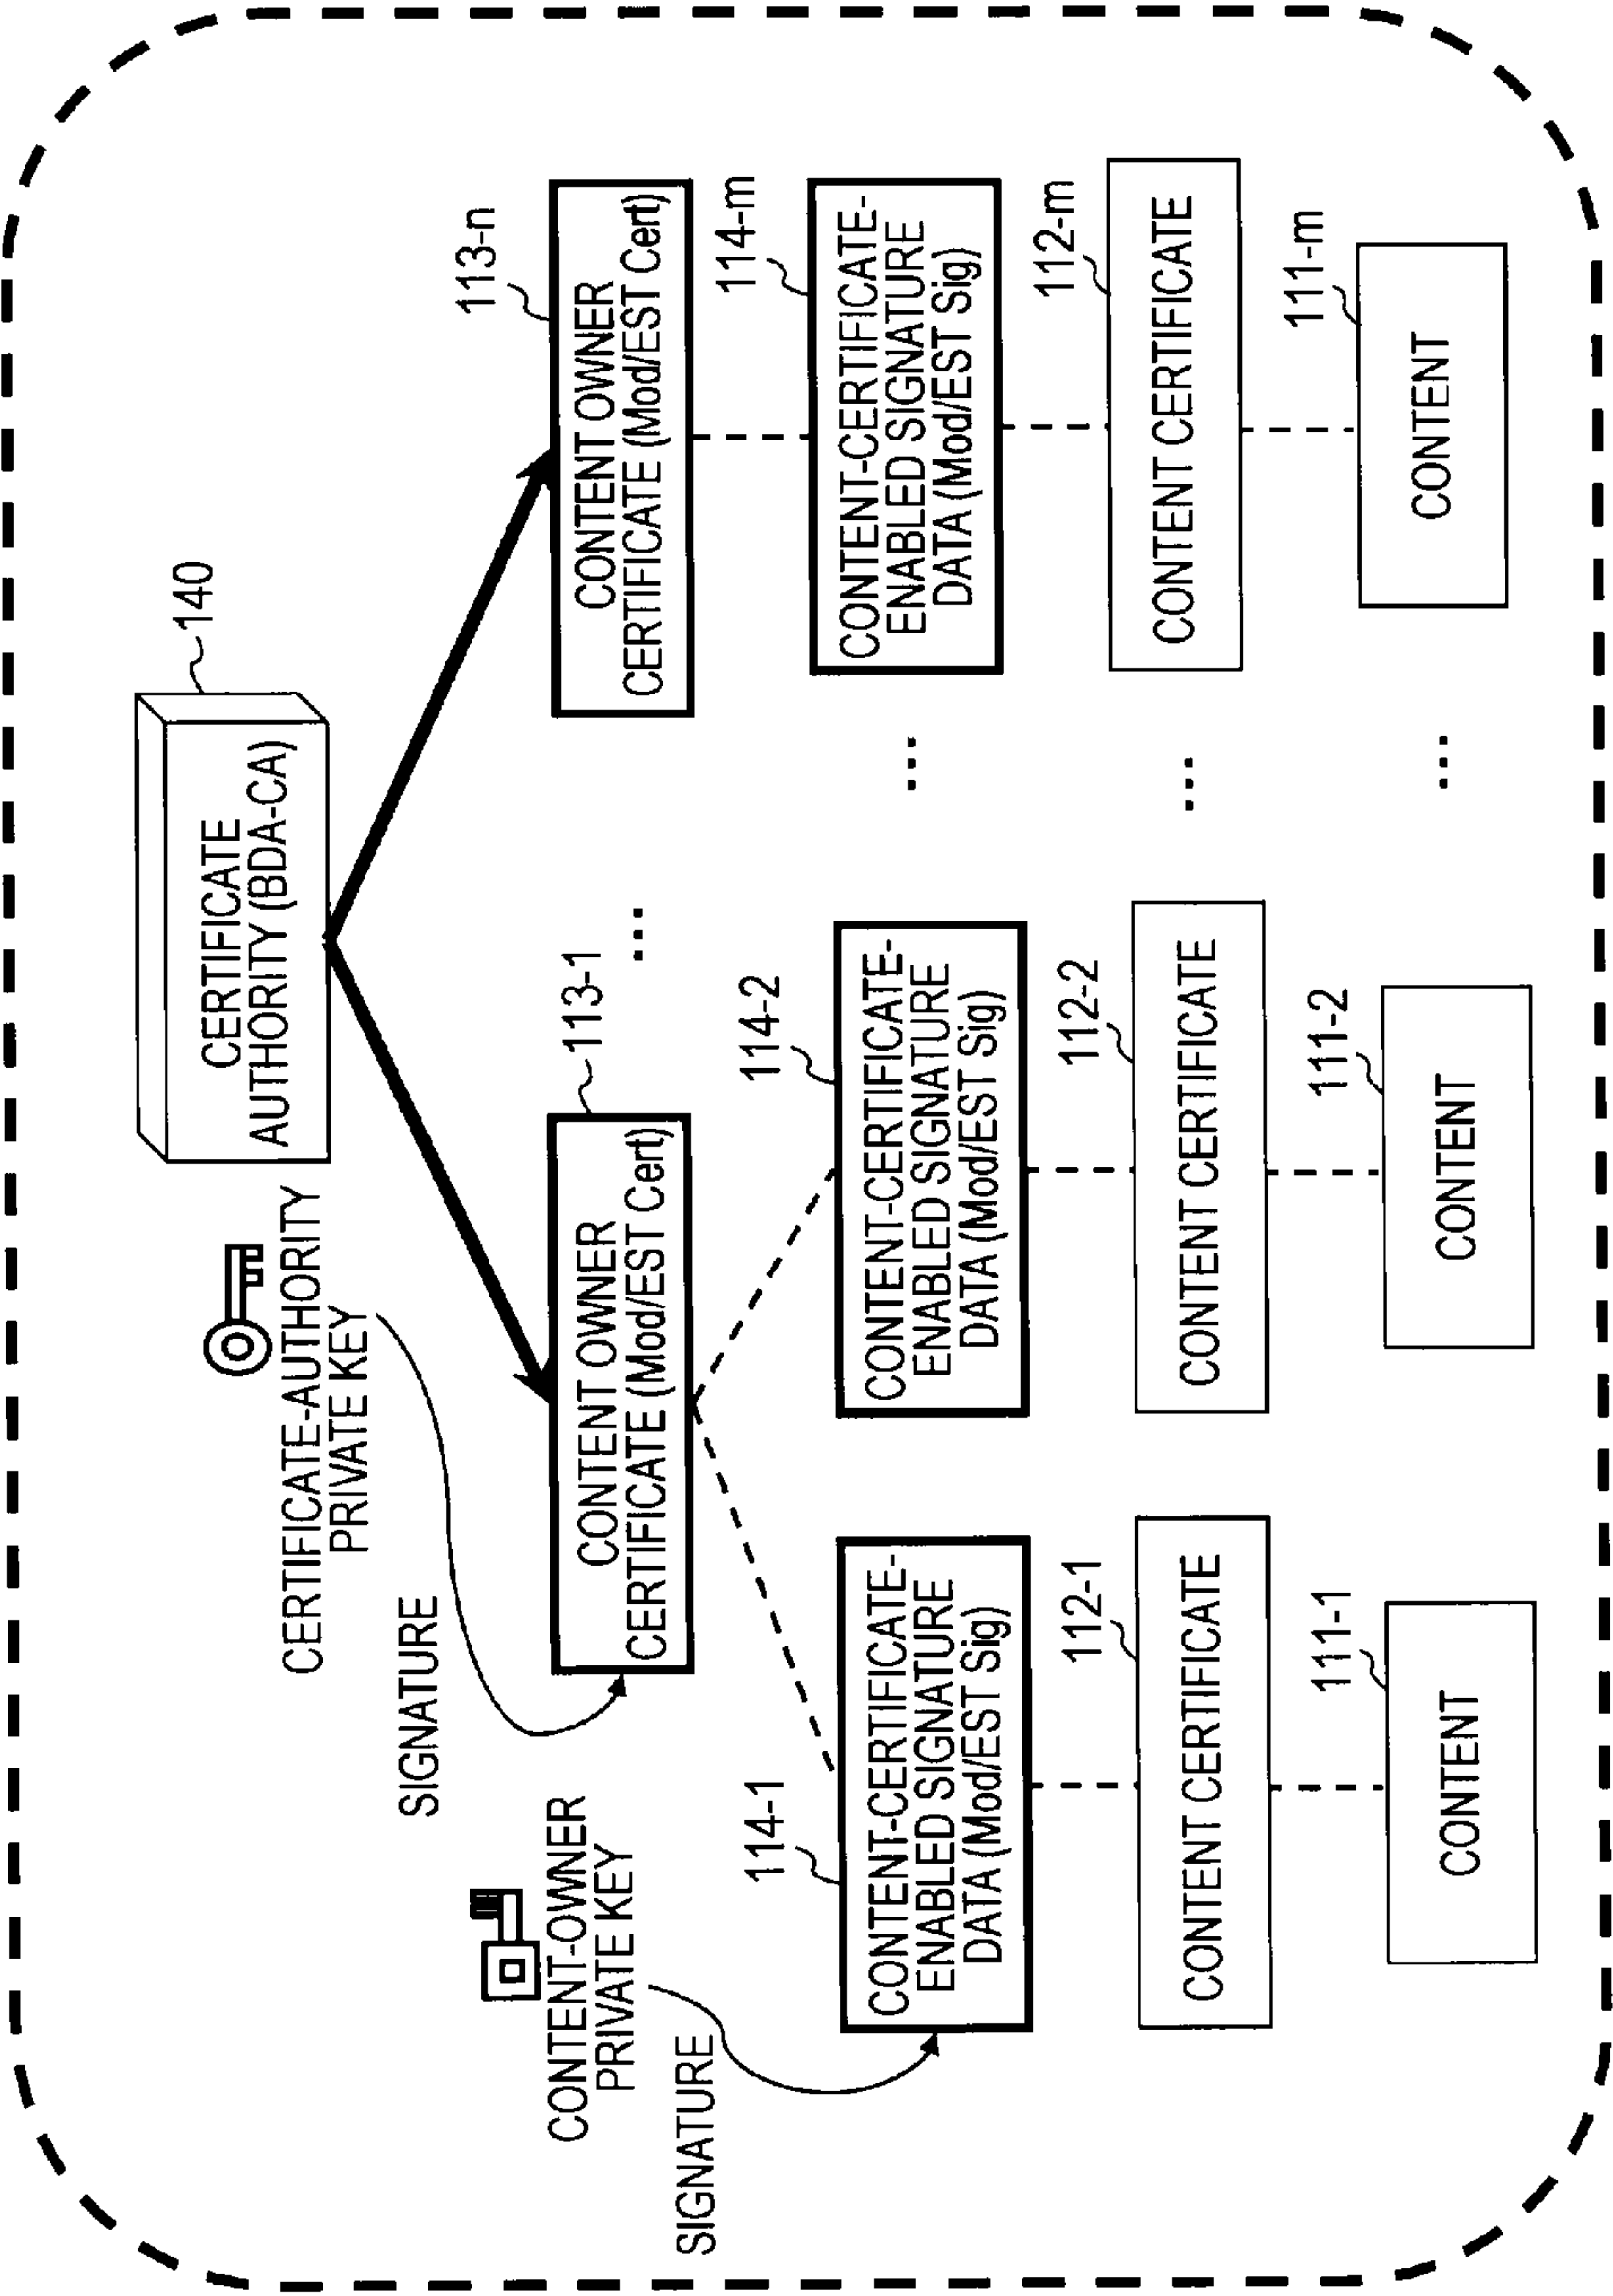 CERTIFICATE
AUTHORITY (BDA-CA)
140
CERTIFICATE-AUTHORITY
PRIVATE KEY
SIGNATURE
CONTENT-OWNER
PRIVATE KEY
SIGNATURE
113-1
CONTENT OWNER
CERTIFICATE (Mod/EST Cert)
...
113-n
CONTENT OWNER
CERTIFICATE (Mod/EST Cert)
114-1
CONTENT-CERTIFICATE-
ENABLED SIGNATURE
DATA (Mod/EST Sig)
114-2
CONTENT-CERTIFICATE-
ENABLED SIGNATURE
DATA (Mod/EST Sig)
...
114-m
CONTENT-CERTIFICATE-
ENABLED SIGNATURE
DATA (Mod/EST Sig)
112-1
CONTENT CERTIFICATE
112-2
CONTENT CERTIFICATE
...
112-m
CONTENT CERTIFICATE
111-1
CONTENT
111-2
CONTENT
...
111-m
CONTENT